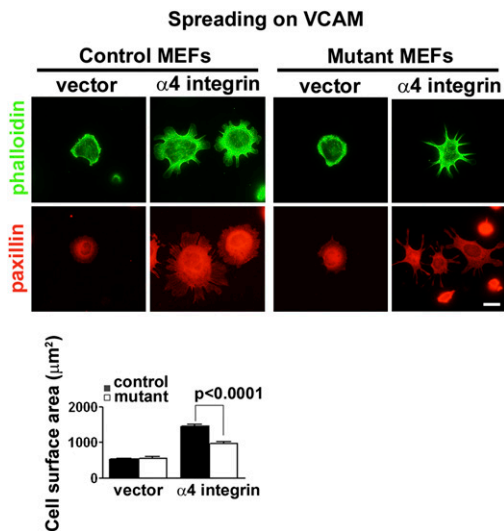 Spreading on VCAM
Control MEFs
Mutant MEFs
vector
α4 integrin
vector
α4 integrin
phalloidin
paxillin
Cell surface area (μm²)
control
mutant
p<0.0001
2000
1000
0
vector
α4 integrin